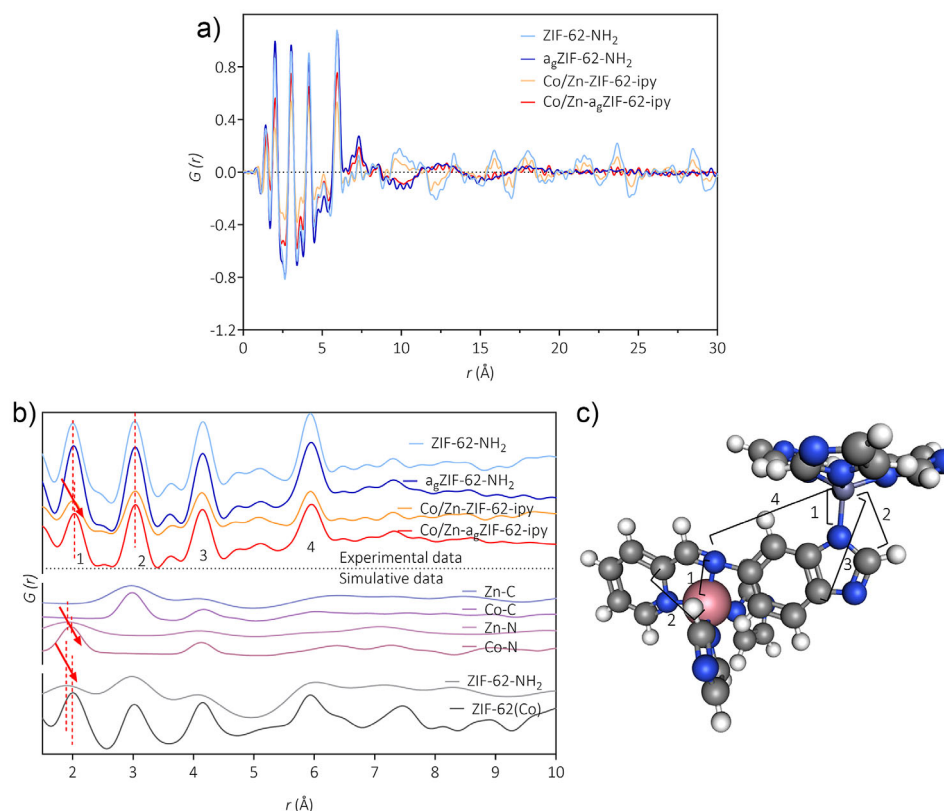 a)
ZIF-62-NH₂
a_gZIF-62-NH₂
Co/Zn-ZIF-62-ipy
Co/Zn-a_gZIF-62-ipy
G (r)
0.8
0.4
0.0
-0.4
-0.8
-1.2
0 5 10 15 20 25 30
r (Å)
b)
ZIF-62-NH₂
a_gZIF-62-NH₂
Co/Zn-ZIF-62-ipy
Co/Zn-a_gZIF-62-ipy
1 2 3 4
Experimental data
Simulative data
G(r)
Zn-C
Co-C
Zn-N
Co-N
ZIF-62-NH₂
ZIF-62(Co)
2 3 4 5 6 7 8 9 10
r (Å)
c)
4
1
2
3
1
2